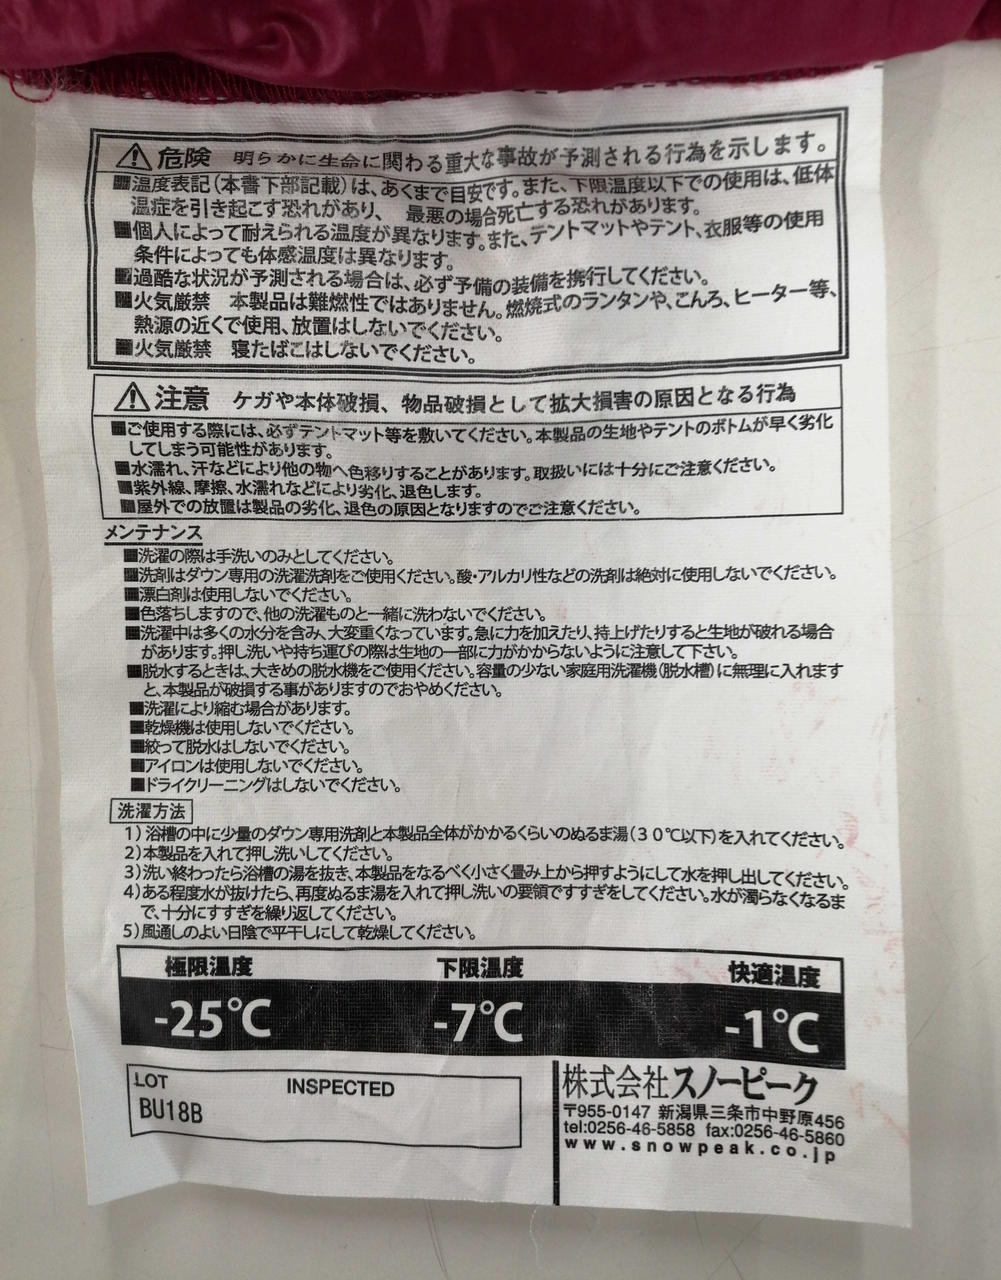 ⚠危険 明らかに生命に関わる重大な事故が予測される行為を示します。
■温度表記(本書下部記載)は、あくまで目安です。また、下限温度以下での使用は、低体
温症を引き起こす恐れがあり、 最悪の場合死亡する恐れがあります。
■個人によって耐えられる温度が異なります。また、テントマットやテント、衣服等の使用
条件によっても体感温度は異なります。
■過酷な状況が予測される場合は、必ず予備の装備を携行してください。
■火気厳禁 本製品は難燃性ではありません。燃焼式のランタンや、こんろ、ヒーター等、
熱源の近くで使用、放置はしないでください。
■火気厳禁 寝たばこはしないでください。
⚠注意 ケガや本体破損、物品破損として拡大損害の原因となる行為
■ご使用する際には、必ずテントマット等を敷いてください。本製品の生地やテントのボトムが早く劣化
してしまう可能性があります。
■水濡れ、汗などにより他の物へ色移りすることがあります。取扱いには十分にご注意ください。
■紫外線、摩擦、水濡れなどにより劣化、退色します。
■屋外での放置は製品の劣化、退色の原因となりますのでご注意ください。
メンテナンス
■洗濯の際は手洗いのみとしてください。
■洗剤はダウン専用の洗濯洗剤をご使用ください。酸・アルカリ性などの洗剤は絶対に使用しないでください。
■漂白剤は使用しないでください。
■色落ちしますので、他の洗濯ものと一緒に洗わないでください。
■洗濯中は多くの水分を含み、大変重くなっています。急に力を加えたり、持上げたりすると生地が破れる場合
があります。押し洗いや持ち運びの際は生地の一部に力がかからないように注意して下さい。
■脱水するときは、大きめの脱水機をご使用ください。容量の少ない家庭用洗濯機(脱水槽)に無理に入れます
と、本製品が破損する事がありますのでおやめください。
■洗濯により縮む場合があります。
■乾燥機は使用しないでください。
■絞って脱水はしないでください。
■アイロンは使用しないでください。
■ドライクリーニングはしないでください。
洗濯方法
1)浴槽の中に少量のダウン専用洗剤と本製品全体がかかるくらいのぬるま湯(30℃以下)を入れてください。
2)本製品を入れて押し洗いしてください。
3)洗い終わったら浴槽の湯を抜き、本製品をなるべく小さく畳み上から押すようにして水を押し出してください。
4)ある程度水が抜けたら、再度ぬるま湯を入れて押し洗いの要領ですすぎをしてください。水が濁らなくなるま
で、十分にすすぎを繰り返してください。
5)風通しのよい日陰で平干しにして乾燥してください。
極限温度 下限温度 快適温度
-25℃ -7℃ -1℃
LOT INSPECTED
BU18B
株式会社スノーピーク
〒955-0147 新潟県三条市中野原456
tel:0256-46-5858 fax:0256-46-5860
www.snowpeak.co.jp